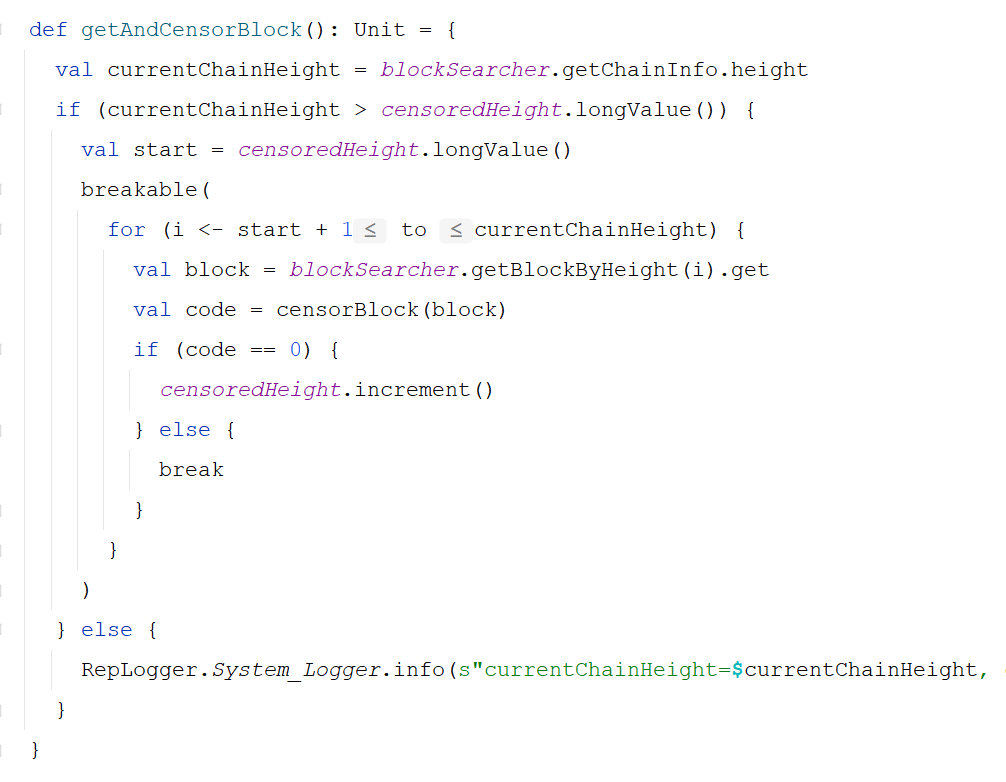 def getAndCensorBlock(): Unit = {
  val currentChainHeight = blockSearcher.getChainInfo.height
  if (currentChainHeight > censoredHeight.longValue()) {
    val start = censoredHeight.longValue()
    breakable(
      for (i <- start + 1 ≤ to ≤ currentChainHeight) {
        val block = blockSearcher.getBlockByHeight(i).get
        val code = censorBlock(block)
        if (code == 0) {
          censoredHeight.increment()
        } else {
          break
        }
      }
    )
  } else {
    RepLogger.System_Logger.info(s"currentChainHeight=$currentChainHeight,
  }
}